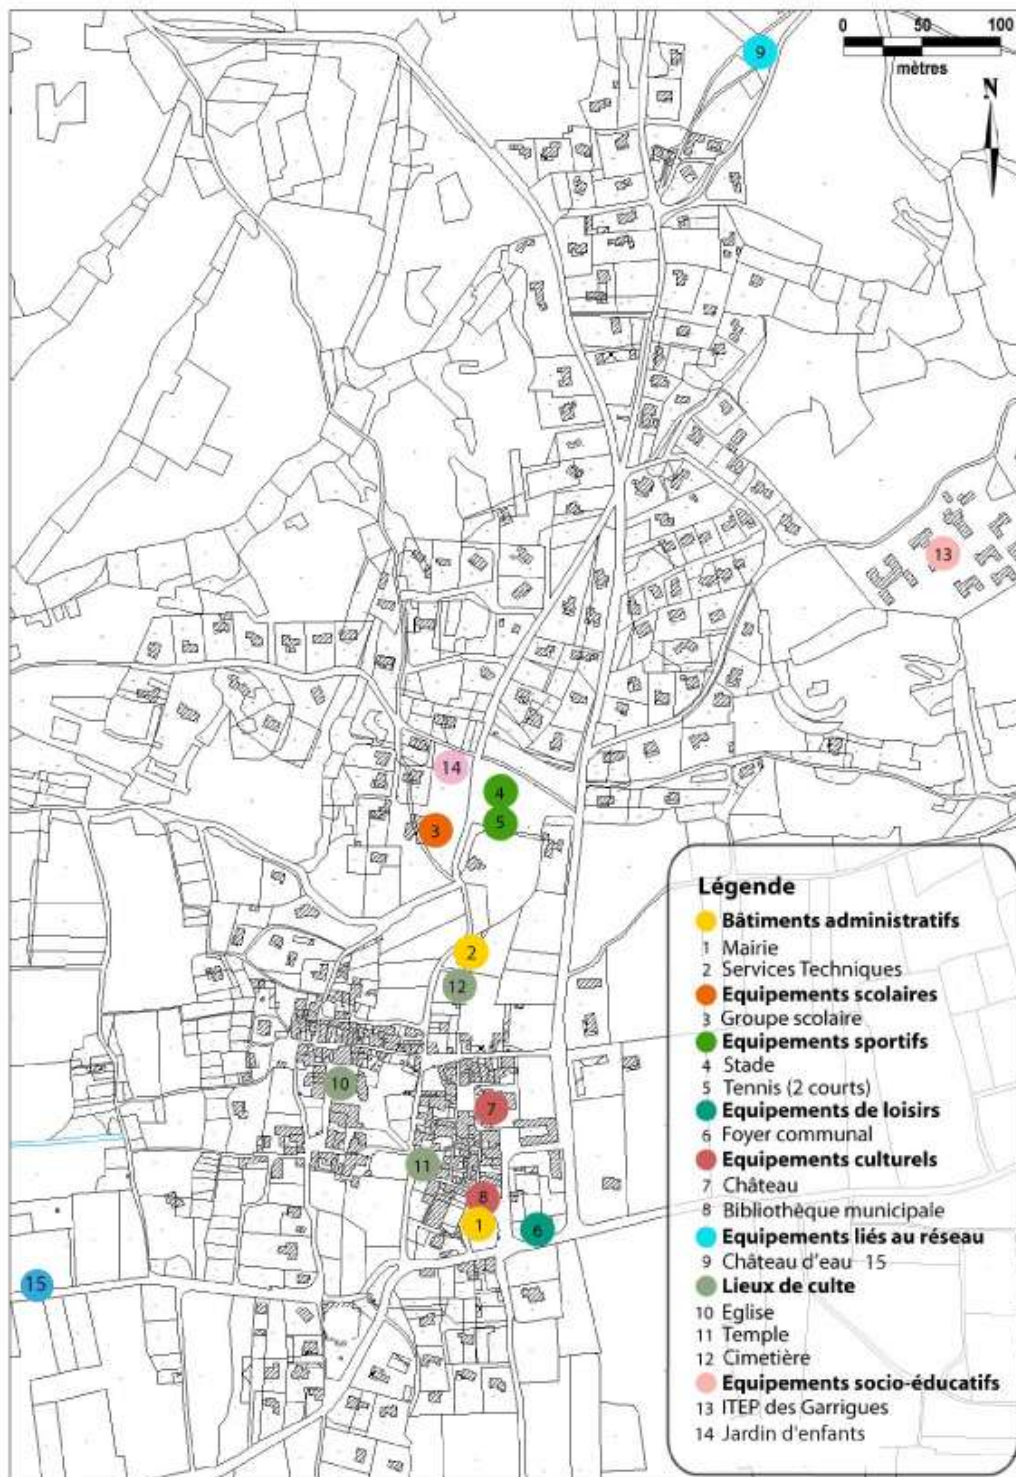 0 50 100
mètres
N
9
13
14
4
5
3
2
12
10
7
11
8
1
6
15
Légende
Bâtiments administratifs
1 Mairie
2 Services Techniques
Equipements scolaires
3 Groupe scolaire
Equipements sportifs
4 Stade
5 Tennis (2 courts)
Equipements de loisirs
6 Foyer communal
Equipements culturels
7 Château
8 Bibliothèque municipale
Equipements liés au réseau
9 Château d'eau 15
Lieux de culte
10 Eglise
11 Temple
12 Cimetière
Equipements socio-éducatifs
13 ITEP des Garrigues
14 Jardin d'enfants